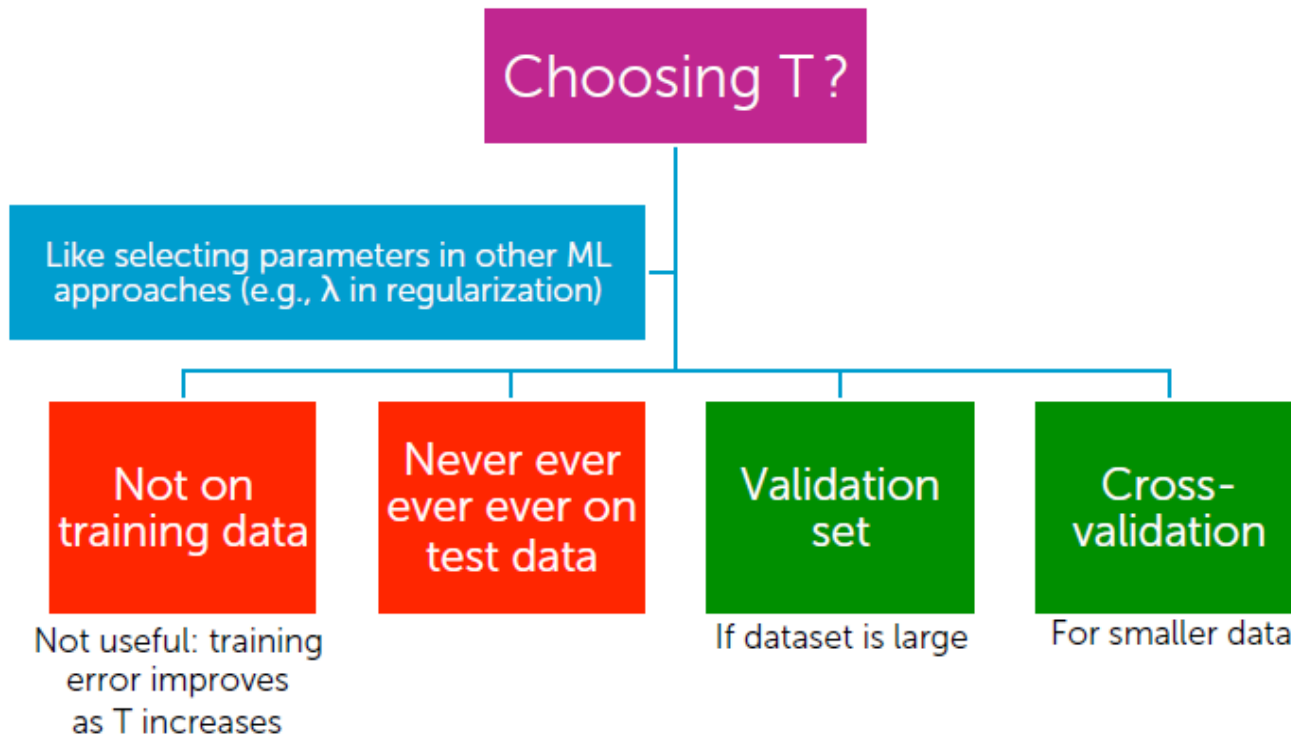 Choosing T?
Like selecting parameters in other ML
approaches (e.g., λ in regularization)
Not on
training data
Not useful: training
error improves
as T increases
Never ever
ever ever on
test data
Validation
set
If dataset is large
Cross-
validation
For smaller data